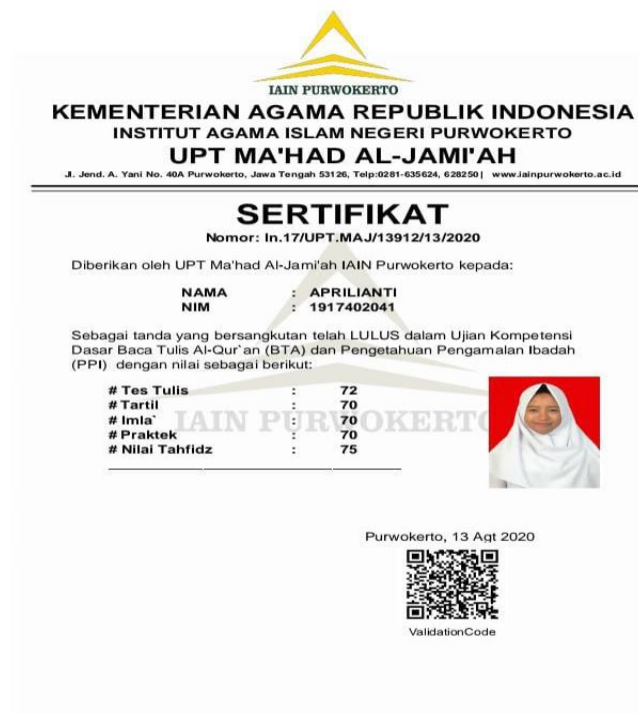 IAIN PURWOKERTO
KEMENTERIAN AGAMA REPUBLIK INDONESIA
INSTITUT AGAMA ISLAM NEGERI PURWOKERTO
UPT MA'HAD AL-JAMI'AH
Jl. Jend. A. Yani No. 40A Purwokerto, Jawa Tengah 53126, Telp:0281-635624, 628250 | www.iainpurwokerto.ac.id
SERTIFIKAT
Nomor: In.17/UPT.MAJ/13912/13/2020
Diberikan oleh UPT Ma'had Al-Jami'ah IAIN Purwokerto kepada:
NAMA : APRILIANTI
NIM : 1917402041
Sebagai tanda yang bersangkutan telah LULUS dalam Ujian Kompetensi
Dasar Baca Tulis Al-Qur`an (BTA) dan Pengetahuan Pengamalan Ibadah
(PPI) dengan nilai sebagai berikut:
# Tes Tulis : 72
# Tartil : 70
# Imla` : 70
# Praktek : 70
# Nilai Tahfidz : 75
IAIN PURWOKERTO
Purwokerto, 13 Agt 2020
ValidationCode